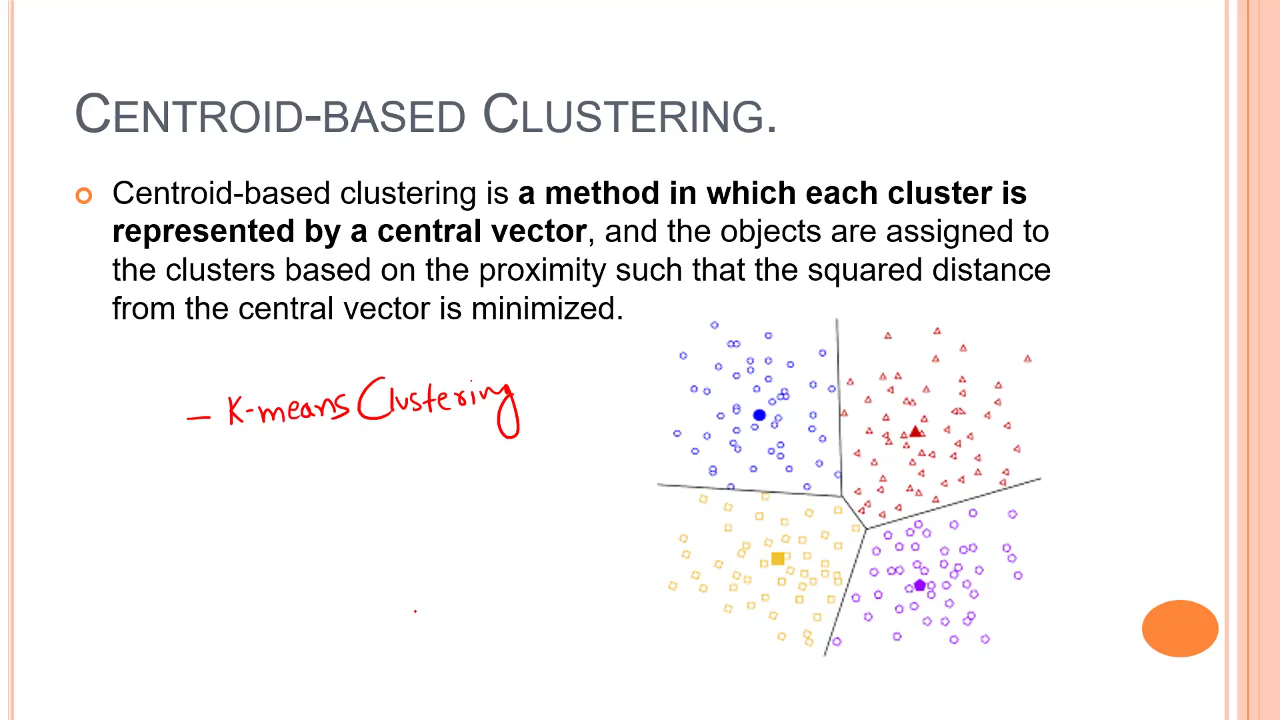 CENTROID-BASED CLUSTERING.
Centroid-based clustering is a method in which each cluster is
represented by a central vector, and the objects are assigned to
the clusters based on the proximity such that the squared distance
from the central vector is minimized.
– K-means Clustering